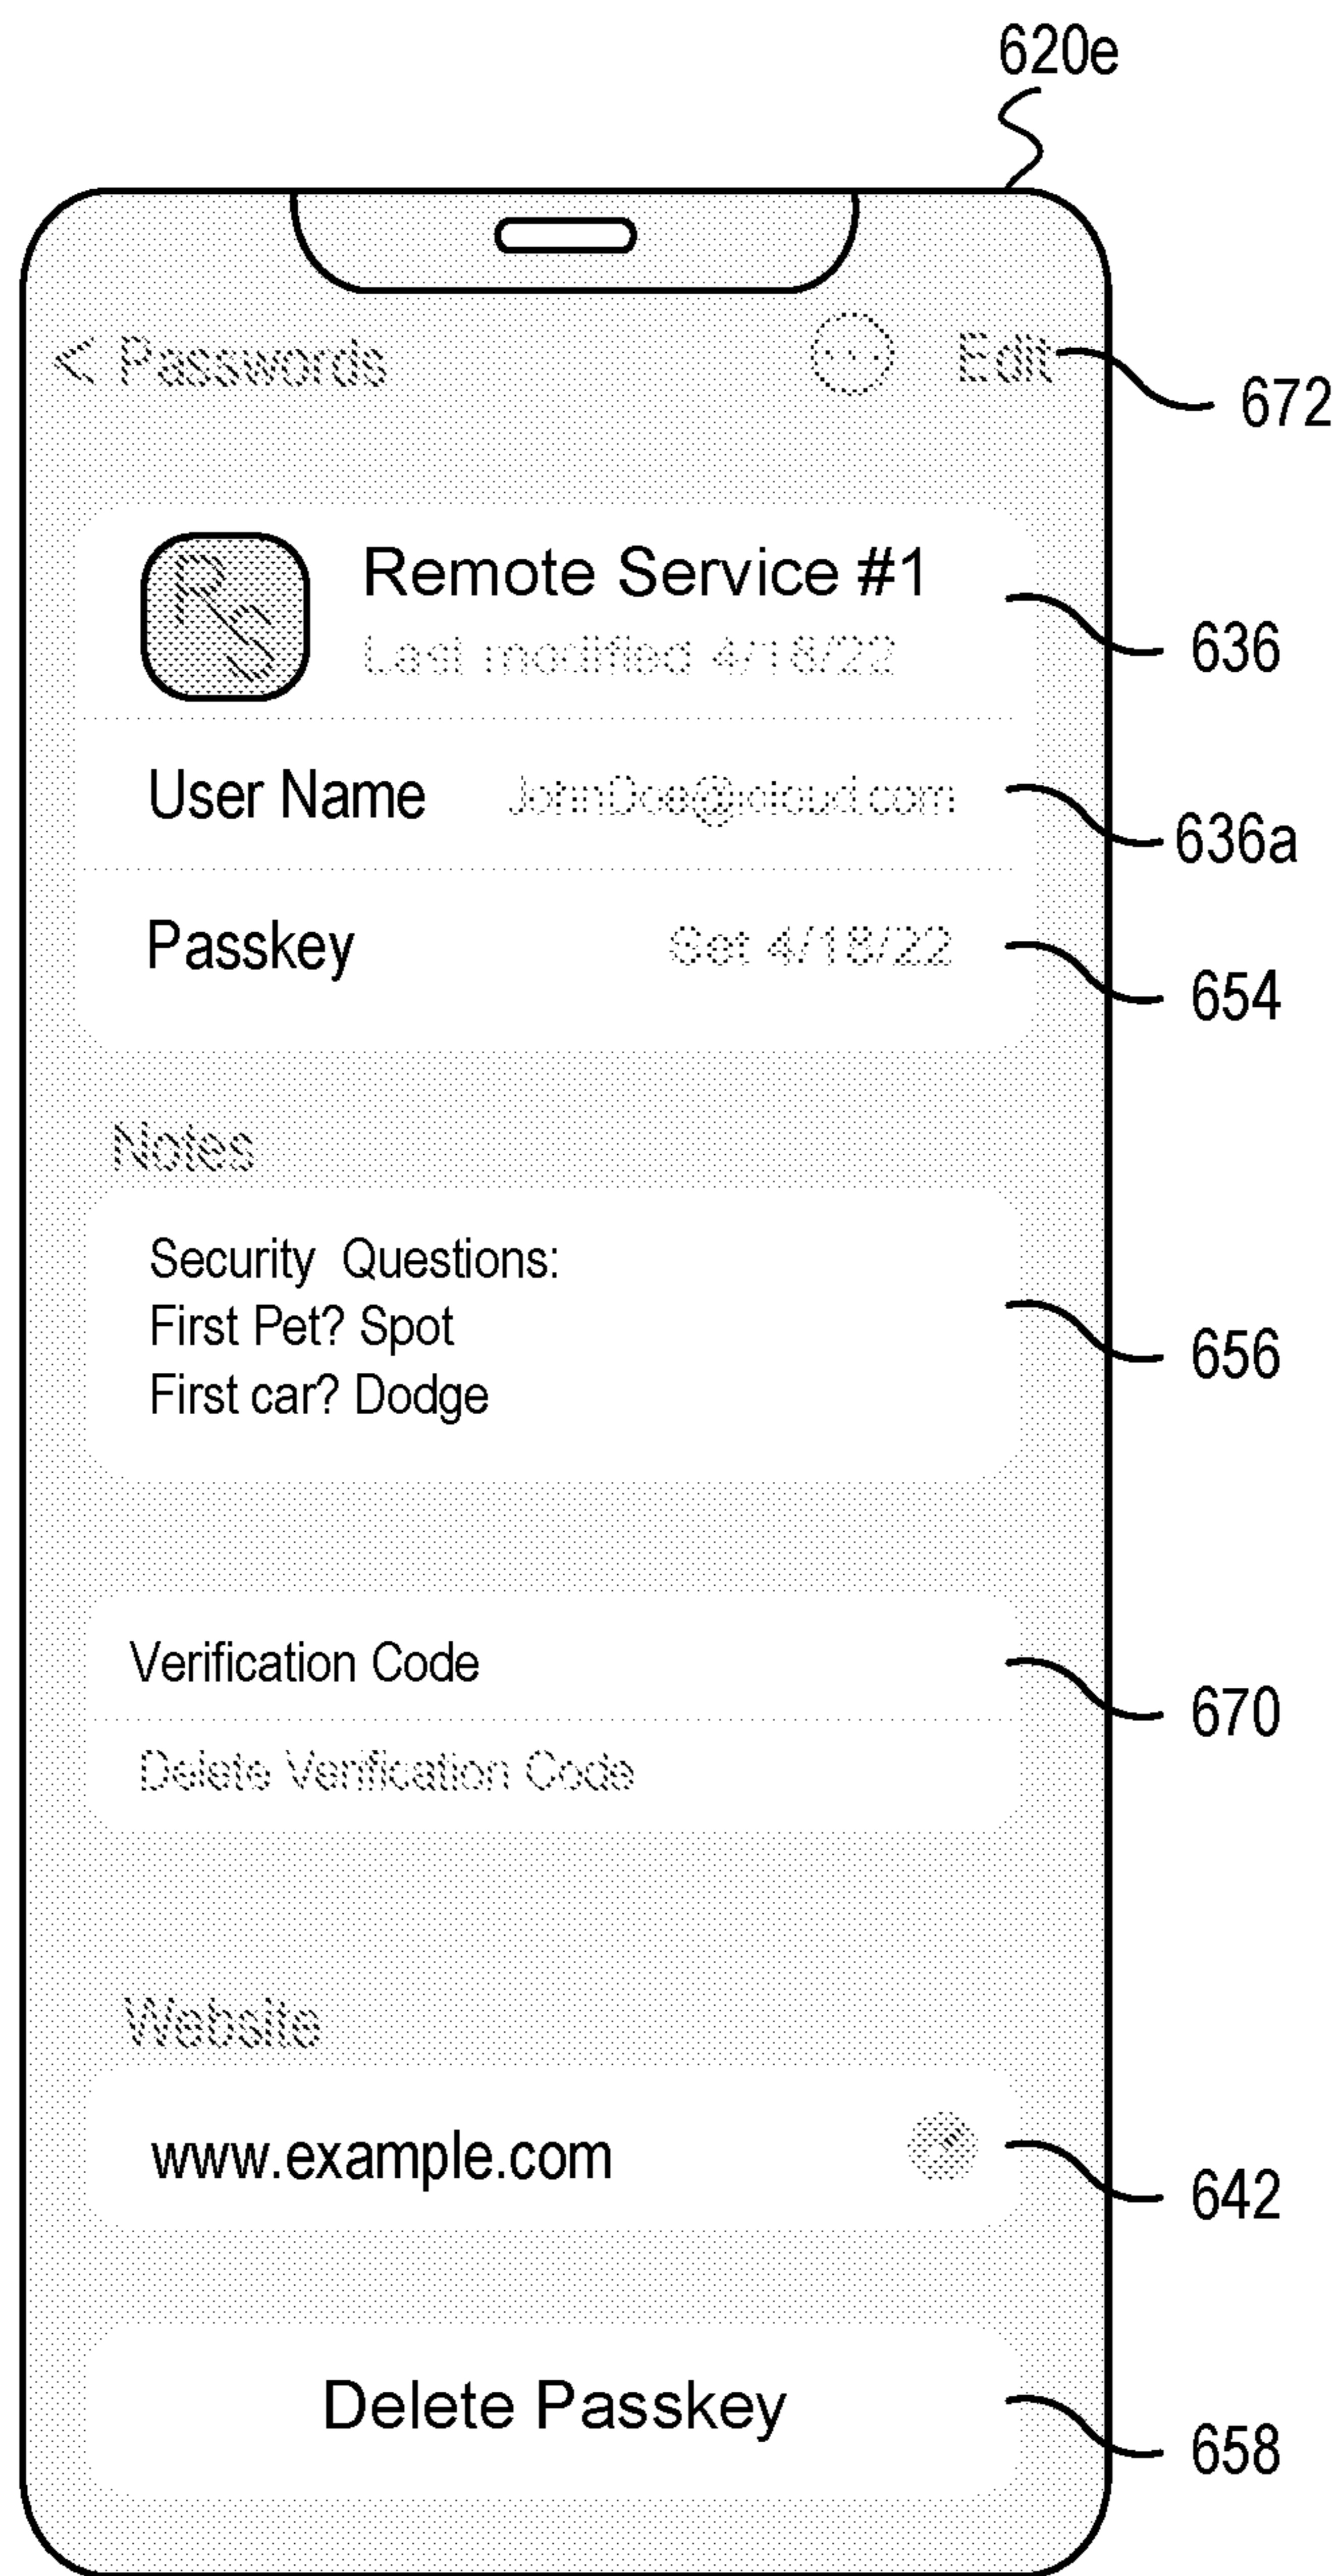 620e
< Passwords ... Edit
672
RS
Remote Service #1
Last modified 4/18/22
636
User Name JohnDoe@icloud.com
636a
Passkey Set 4/18/22
654
Notes
Security Questions:
First Pet? Spot
First car? Dodge
656
Verification Code
670
Delete Verification Code
Website
www.example.com
642
Delete Passkey
658